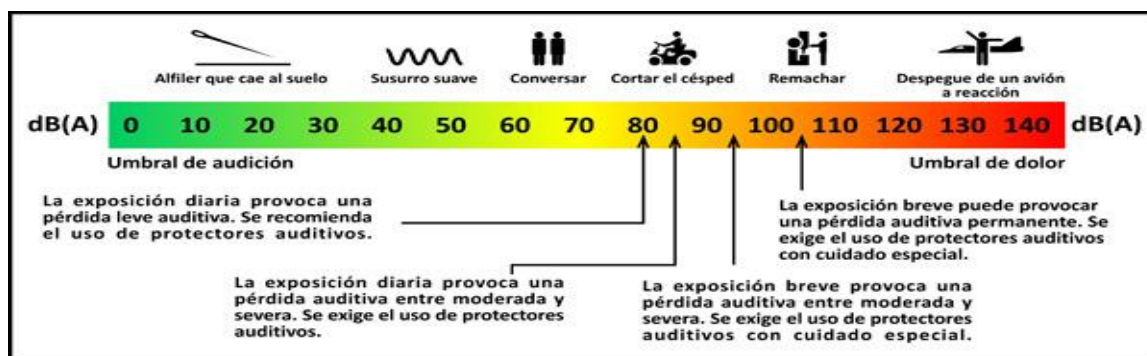 Alfiler que cae al suelo
Susurro suave
Conversar
Cortar el césped
Remachar
Despegue de un avión
a reacción
dB(A) 0 10 20 30 40 50 60 70 80 90 100 110 120 130 140 dB(A)
Umbral de audición
Umbral de dolor
La exposición diaria provoca una
pérdida leve auditiva. Se recomienda
el uso de protectores auditivos.
La exposición breve puede provocar
una pérdida auditiva permanente. Se
exige el uso de protectores auditivos
con cuidado especial.
La exposición diaria provoca una
pérdida auditiva entre moderada y
severa. Se exige el uso de protectores
auditivos.
La exposición breve provoca una
pérdida auditiva entre moderada y
severa. Se exige el uso de protectores
auditivos con cuidado especial.